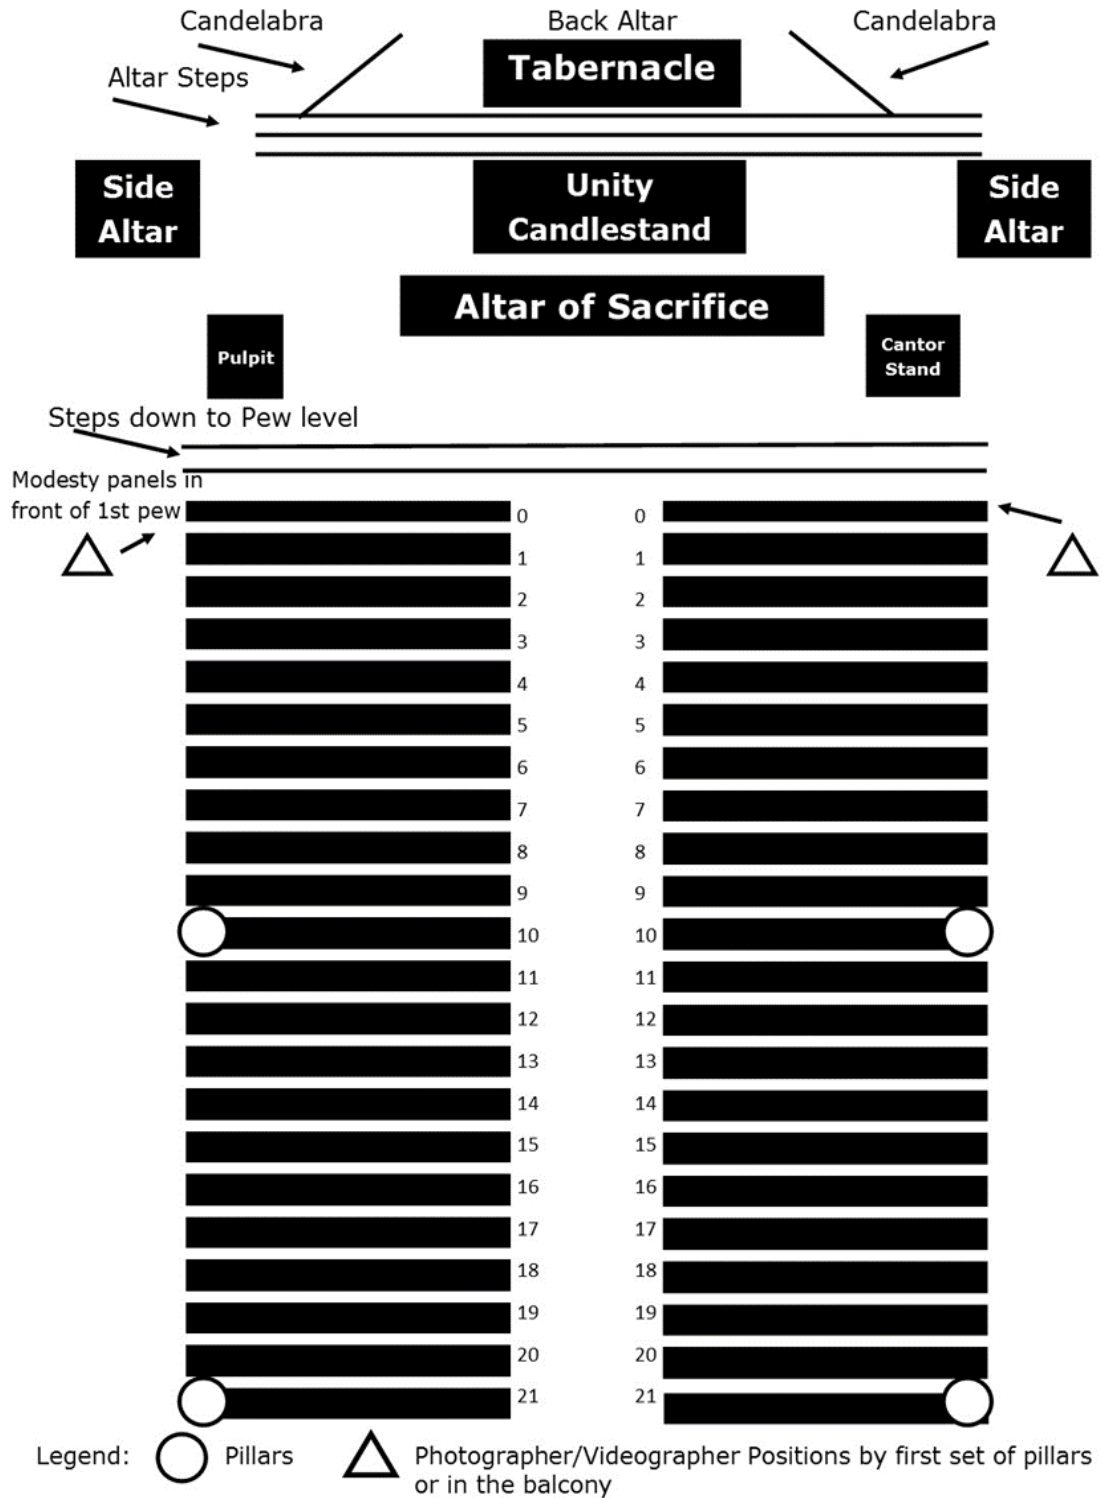 Candelabra Back Altar Candelabra
Tabernacle
Altar Steps
Side
Altar
Unity
Candlestand
Side
Altar
Altar of Sacrifice
Pulpit
Cantor
Stand
Steps down to Pew level
Modesty panels in
front of 1st pew
0 0
1 1
2 2
3 3
4 4
5 5
6 6
7 7
8 8
9 9
10 10
11 11
12 12
13 13
14 14
15 15
16 16
17 17
18 18
19 19
20 20
21 21
Legend: Pillars Photographer/Videographer Positions by first set of pillars
or in the balcony